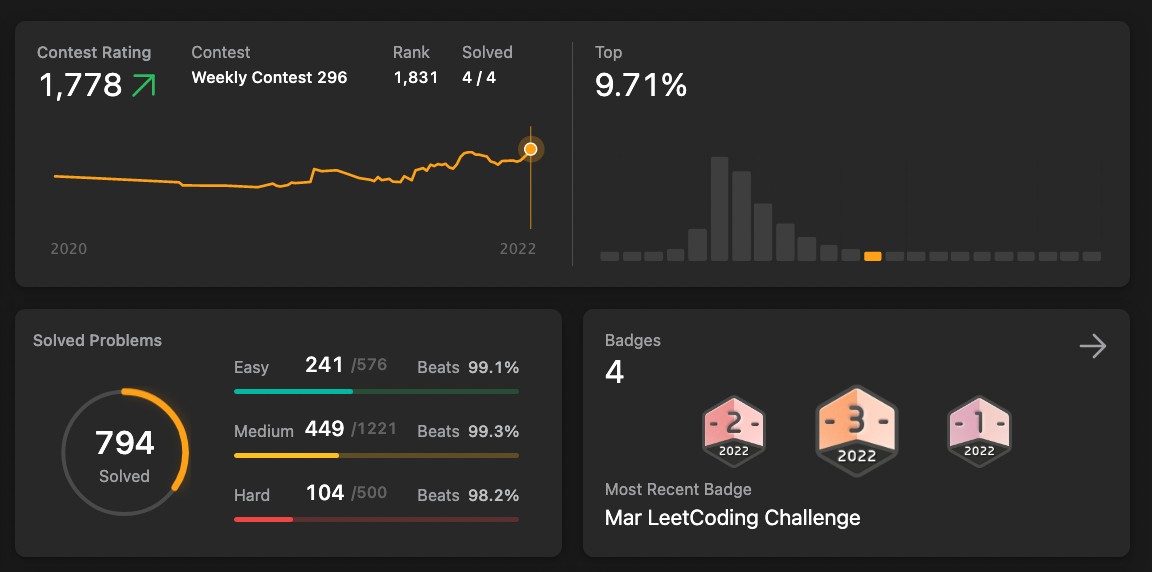 Contest Rating
1,778
Contest
Weekly Contest 296
Rank
1,831
Solved
4 / 4
2020
2022
Top
9.71%
Solved Problems
794
Solved
Easy 241 /576 Beats 99.1%
Medium 449 /1221 Beats 99.3%
Hard 104 /500 Beats 98.2%
Badges
4
- 2 -
2022
- 3 -
2022
- 1 -
2022
Most Recent Badge
Mar LeetCoding Challenge